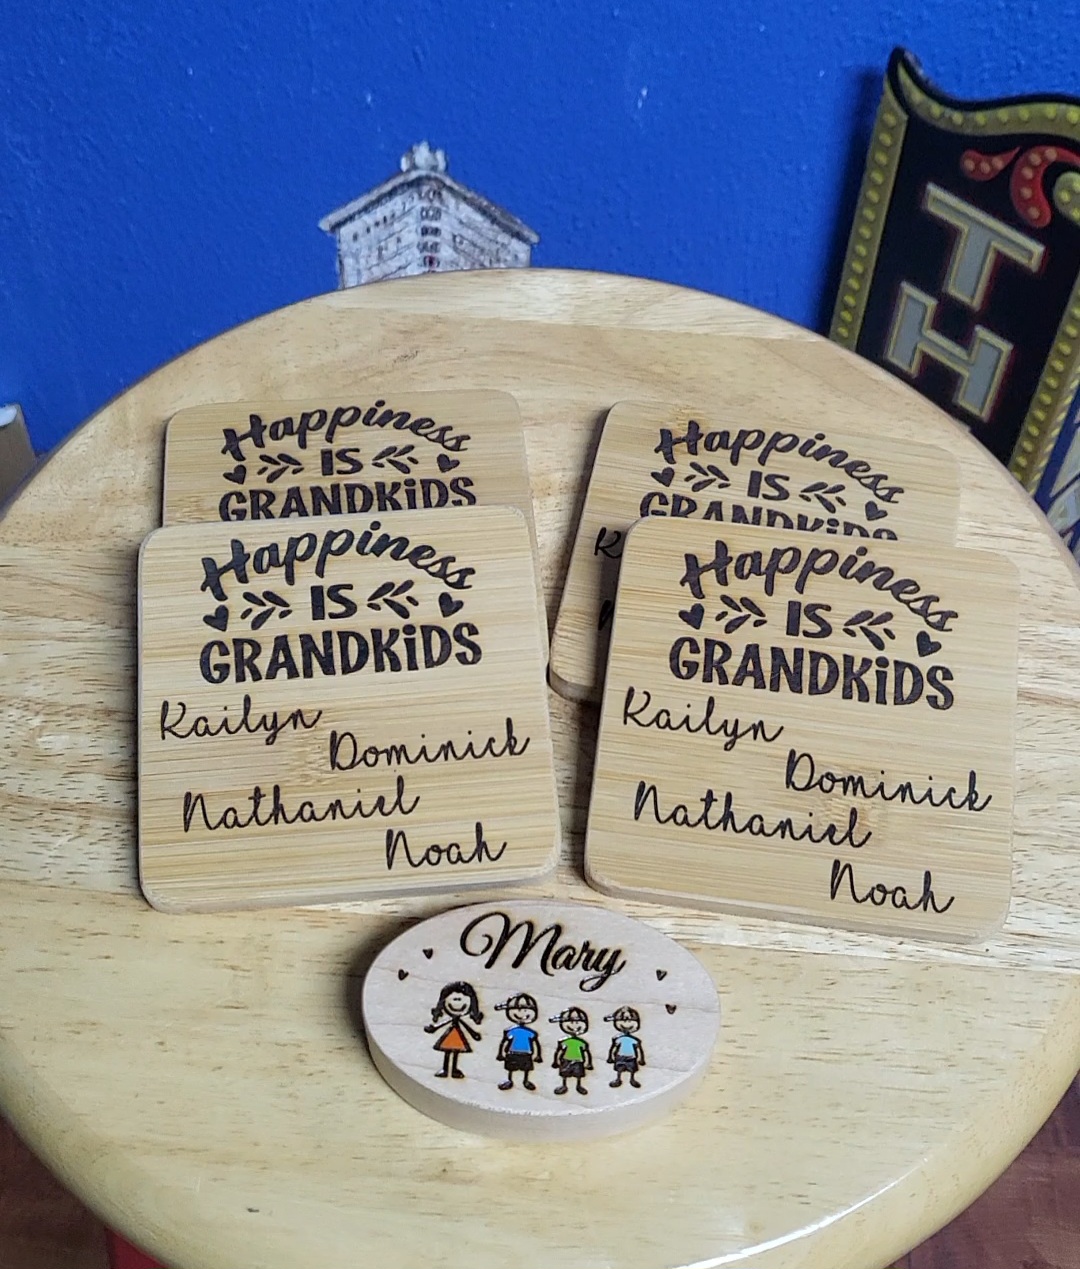 Happiness
IS
GRANDKiDS
Happiness
IS
GRANDKiDS
Happiness
IS
GRANDKiDS
Kailyn
Dominick
Nathaniel
Noah
Happiness
IS
GRANDKiDS
Kailyn
Dominick
Nathaniel
Noah
Mary
TH